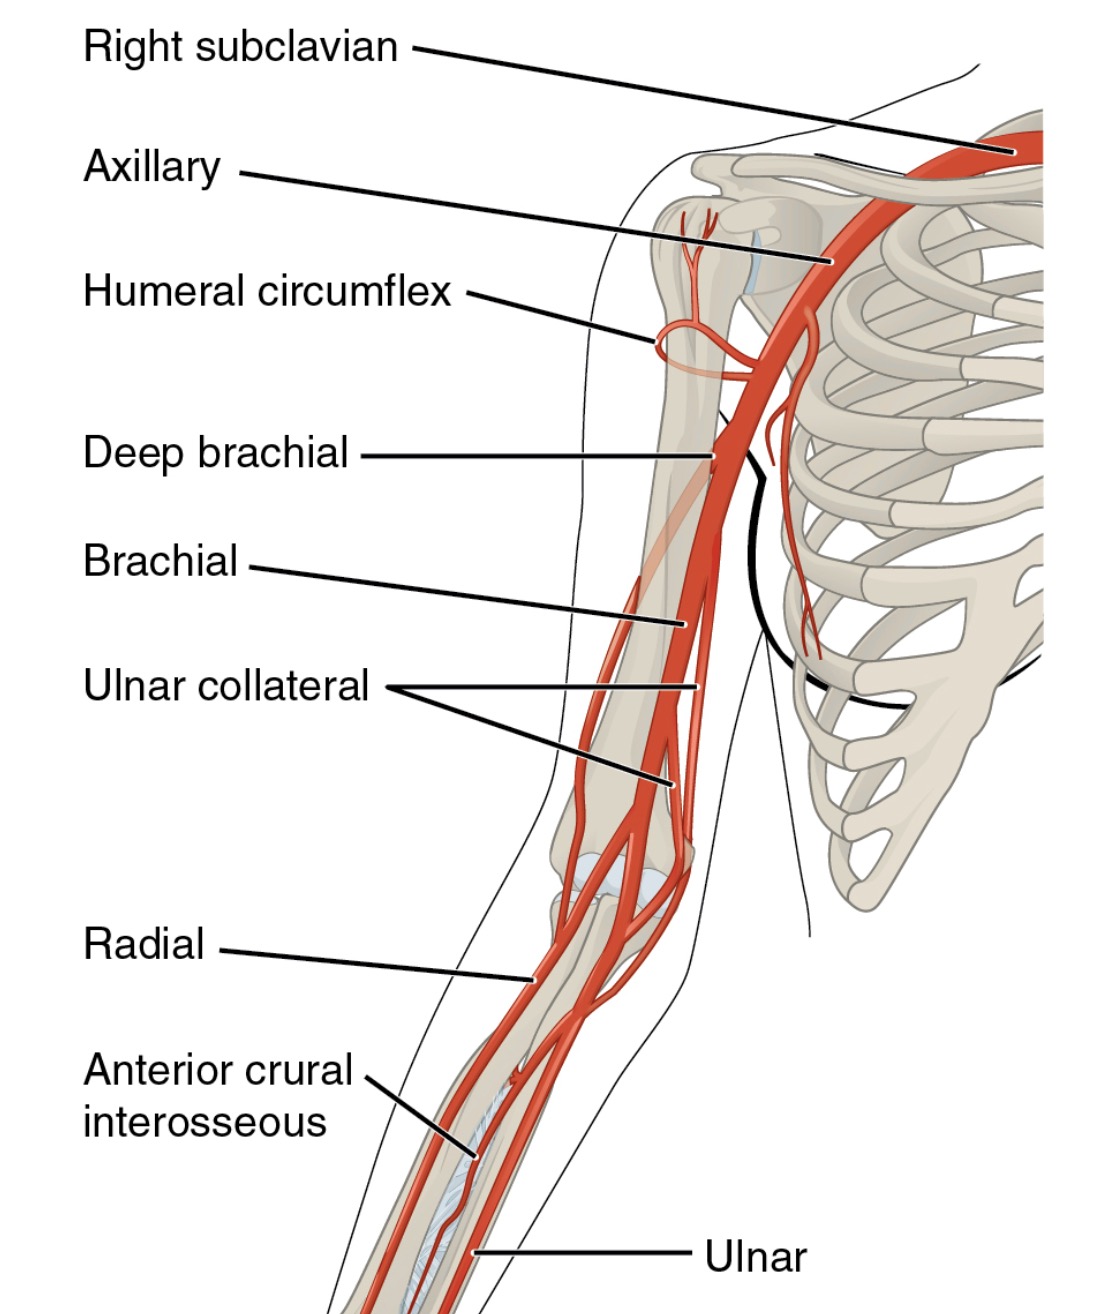 Right subclavian
Axillary
Humeral circumflex
Deep brachial
Brachial
Ulnar collateral
Radial
Anterior crural
interosseous
Ulnar